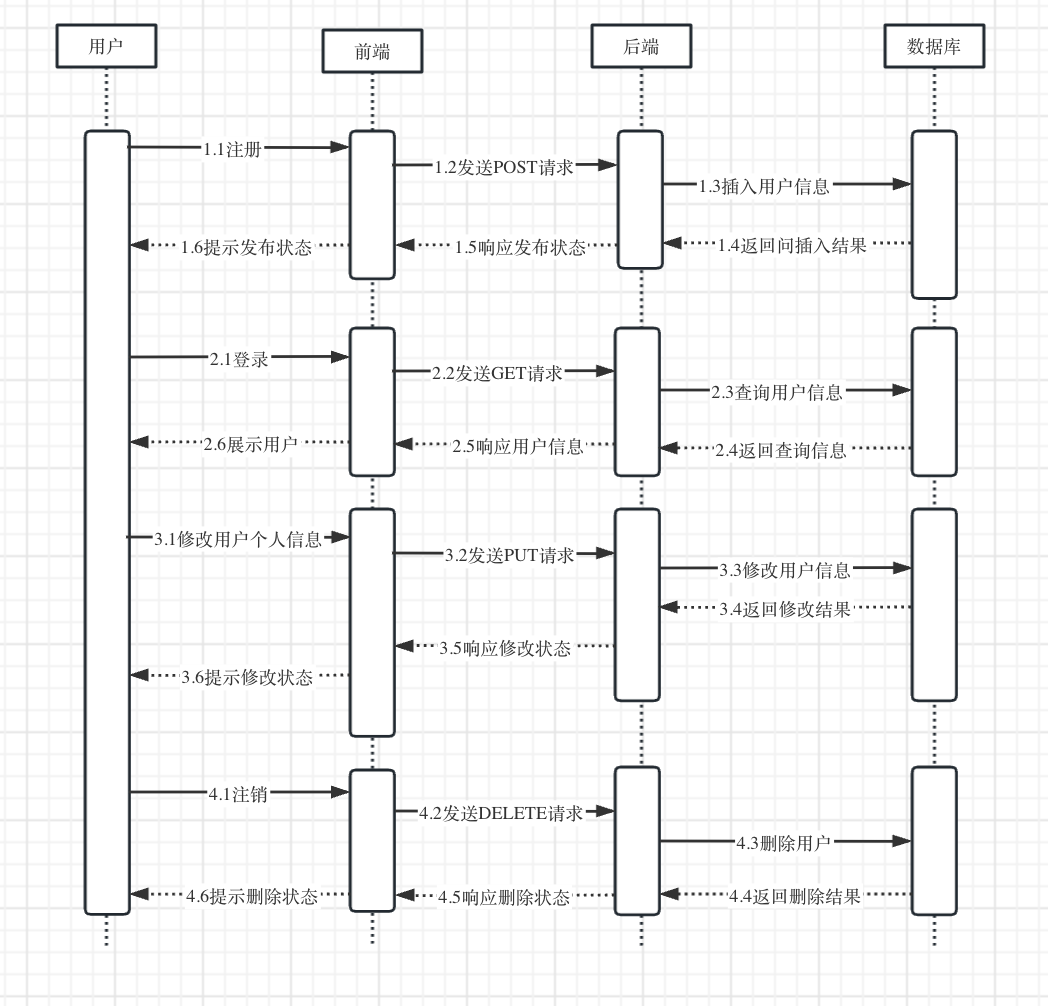 用户
前端
后端
数据库
1.1注册
1.2发送POST请求
1.3插入用户信息
1.4返回问插入结果
1.5响应发布状态
1.6提示发布状态
2.1登录
2.2发送GET请求
2.3查询用户信息
2.4返回查询信息
2.5响应用户信息
2.6展示用户
3.1修改用户个人信息
3.2发送PUT请求
3.3修改用户信息
3.4返回修改结果
3.5响应修改状态
3.6提示修改状态
4.1注销
4.2发送DELETE请求
4.3删除用户
4.4返回删除结果
4.5响应删除状态
4.6提示删除状态